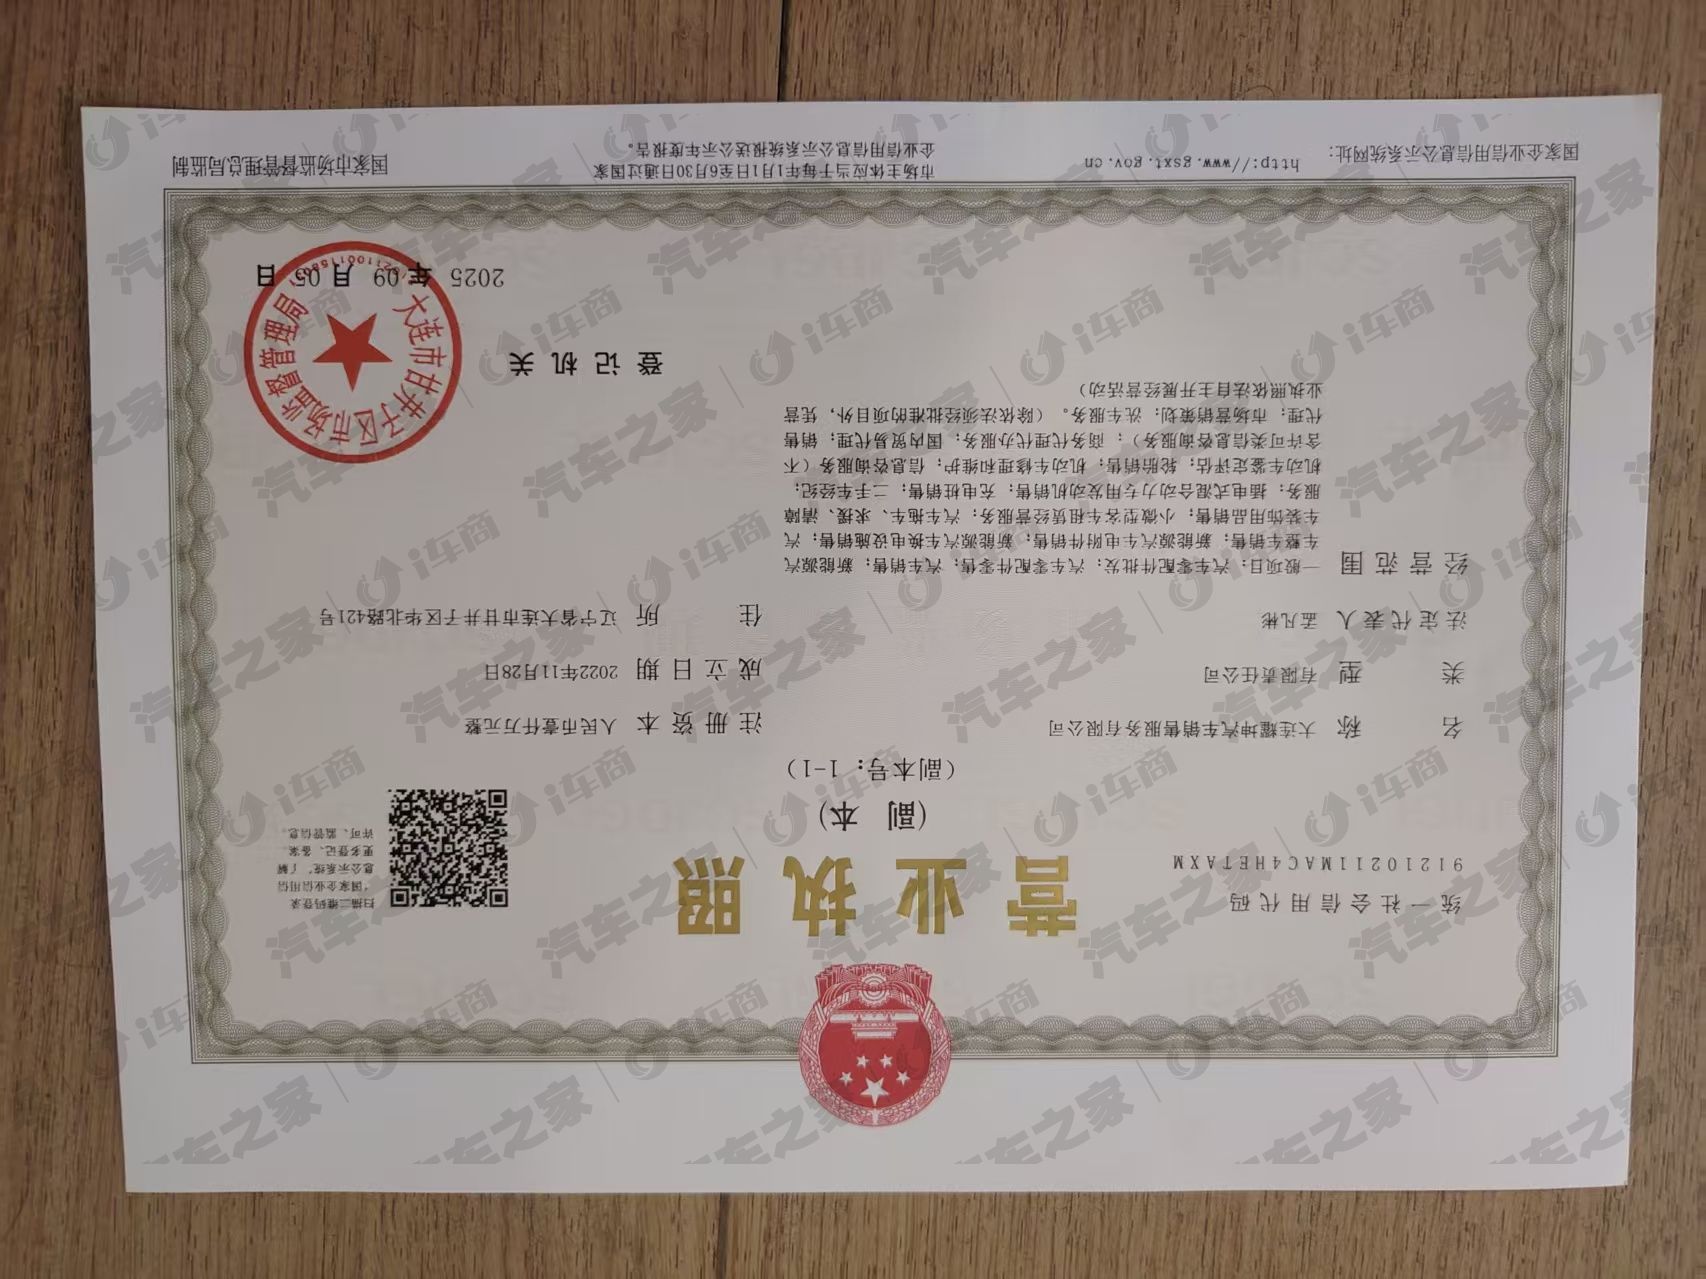 统一社会信用代码
91210211MAC4HETAXM
营业执照
（副 本）
（副本号：1-1）
扫描二维码登录
“国家企业信用信
息公示系统”了解
更多登记、备案、
许可、监管信息。
名 称 大连耀坤汽车销售服务有限公司
类 型 有限责任公司
法定代表人 孟凡彬
经营范围 一般项目：汽车零配件批发；汽车零配件零售；汽车销售；新能源汽
车整车销售；新能源汽车电附件销售；新能源汽车换电设施销售；汽
车装饰用品销售；小微型客车租赁经营服务；汽车拖车、求援、清障
服务；插电式混合动力专用发动机销售；充电桩销售；二手车经纪；
机动车鉴定评估；轮胎销售；机动车修理和维护；信息咨询服务（不
含许可类信息咨询服务）；商务代理代办服务；国内贸易代理；销售
代理；市场营销策划；洗车服务。（除依法须经批准的项目外，凭营
业执照依法自主开展经营活动）
注册资本 人民币壹仟万元整
成立日期 2022年11月28日
住 所 辽宁省大连市甘井子区华北路421号
登记机关
大连市甘井子区市场监督管理局
2025 年 09 月 05 日
国家企业信用信息公示系统网址：
http://www.gsxt.gov.cn
市场主体应当于每年1月1日至6月30日通过国家
企业信用信息公示系统报送公示年度报告。
国家市场监督管理总局监制
汽车之家 | i车商